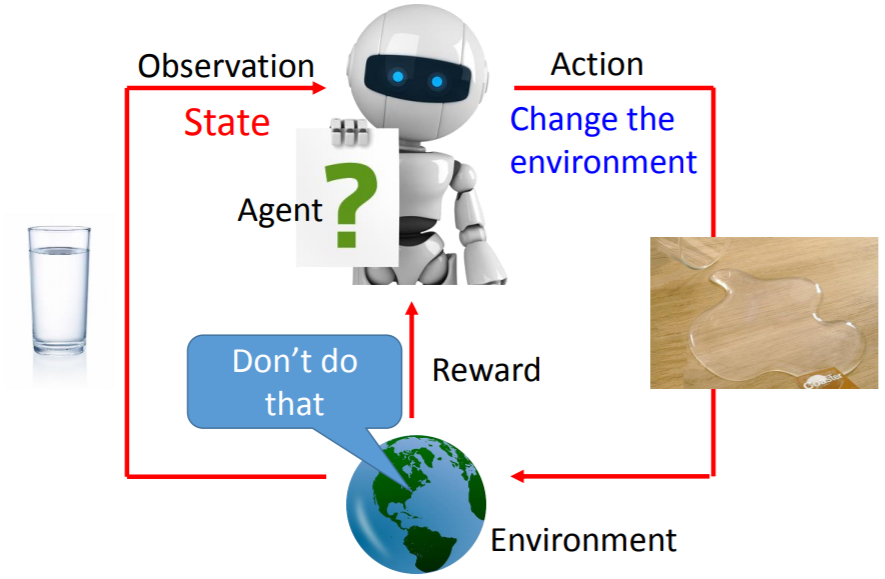 Observation
Action
State
Change the
environment
Agent
?
Don't do
that
Reward
Environment